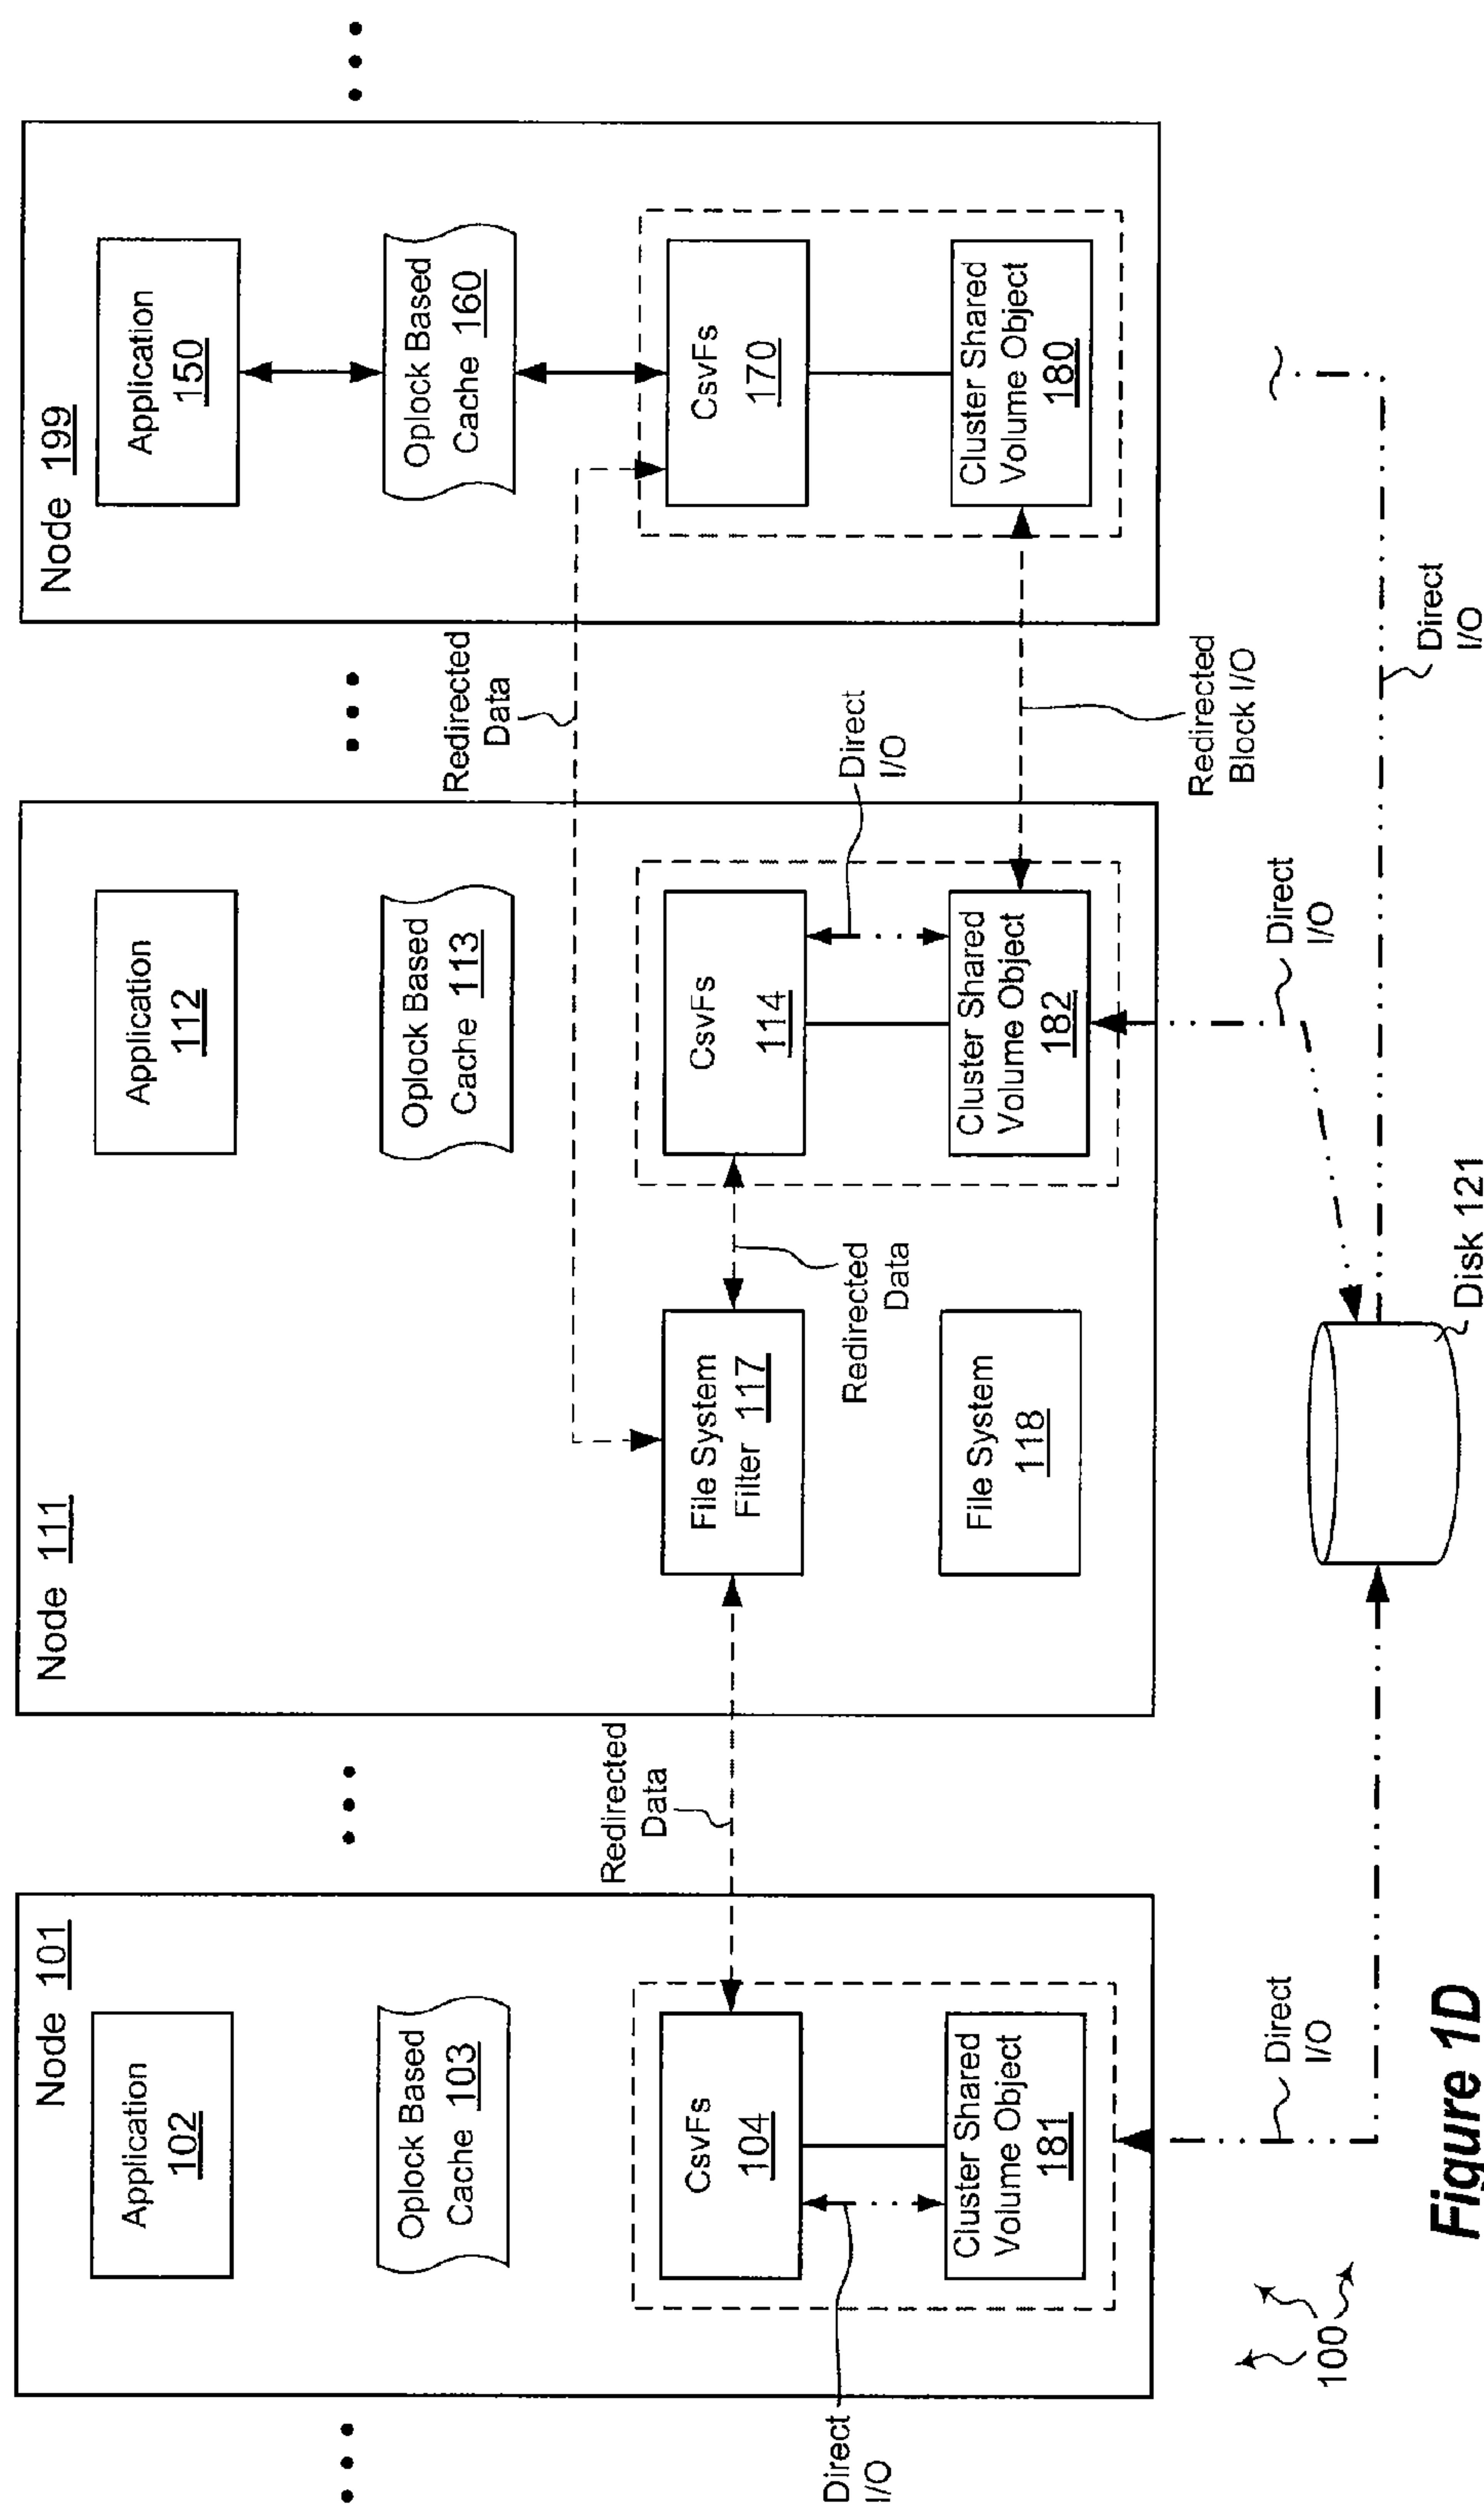 Node 101
Application
102
Oplock Based
Cache 103
CsvFs
104
Cluster Shared
Volume Object
181
Direct
I/O
Redirected
Data
Direct
I/O
Node 111
Application
112
Oplock Based
Cache 113
File System
Filter 117
File System
118
Redirected
Data
CsvFs
114
Cluster Shared
Volume Object
182
Direct
I/O
Redirected
Data
Redirected
Block I/O
Direct
I/O
Node 199
Application
150
Oplock Based
Cache 160
CsvFs
170
Cluster Shared
Volume Object
180
Direct
I/O
Disk 121
100
Figure 1D